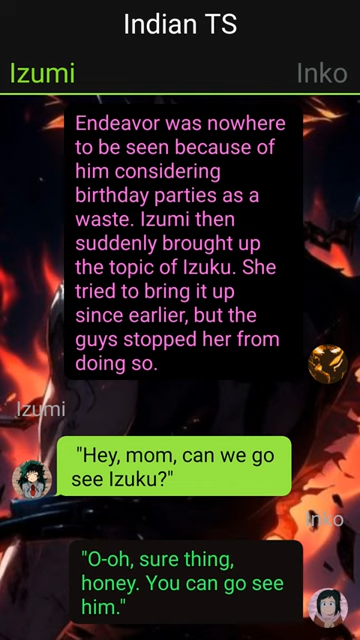 Indian TS
Izumi Inko
Endeavor was nowhere
to be seen because of
him considering
birthday parties as a
waste. Izumi then
suddenly brought up
the topic of Izuku. She
tried to bring it up
since earlier, but the
guys stopped her from
doing so.
Izumi
"Hey, mom, can we go
see Izuku?"
Inko
"O-oh, sure thing,
honey. You can go see
him."